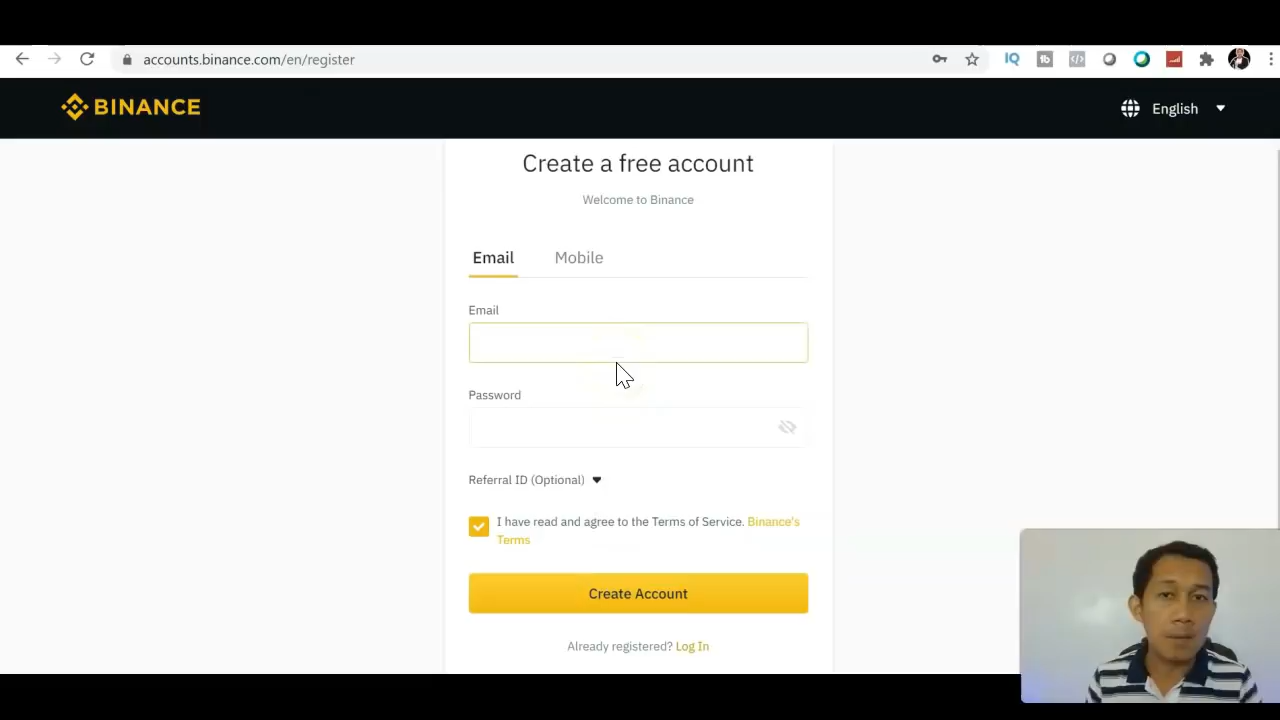 accounts.binance.com/en/register
BINANCE
English
Create a free account
Welcome to Binance
Email Mobile
Email
Password
Referral ID (Optional)
I have read and agree to the Terms of Service. Binance's
Terms
Create Account
Already registered? Log In